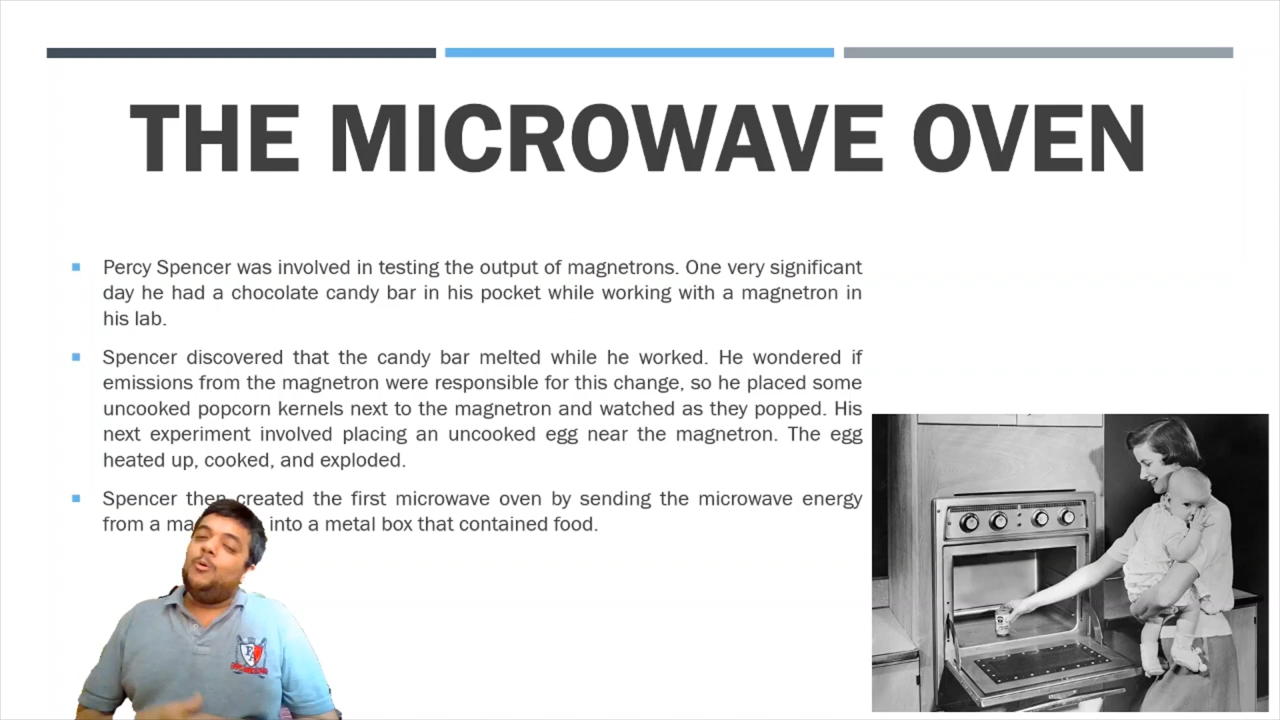 THE MICROWAVE OVEN
Percy Spencer was involved in testing the output of magnetrons. One very significant
day he had a chocolate candy bar in his pocket while working with a magnetron in
his lab.
Spencer discovered that the candy bar melted while he worked. He wondered if
emissions from the magnetron were responsible for this change, so he placed some
uncooked popcorn kernels next to the magnetron and watched as they popped. His
next experiment involved placing an uncooked egg near the magnetron. The egg
heated up, cooked, and exploded.
Spencer then created the first microwave oven by sending the microwave energy
from a into a metal box that contained food.